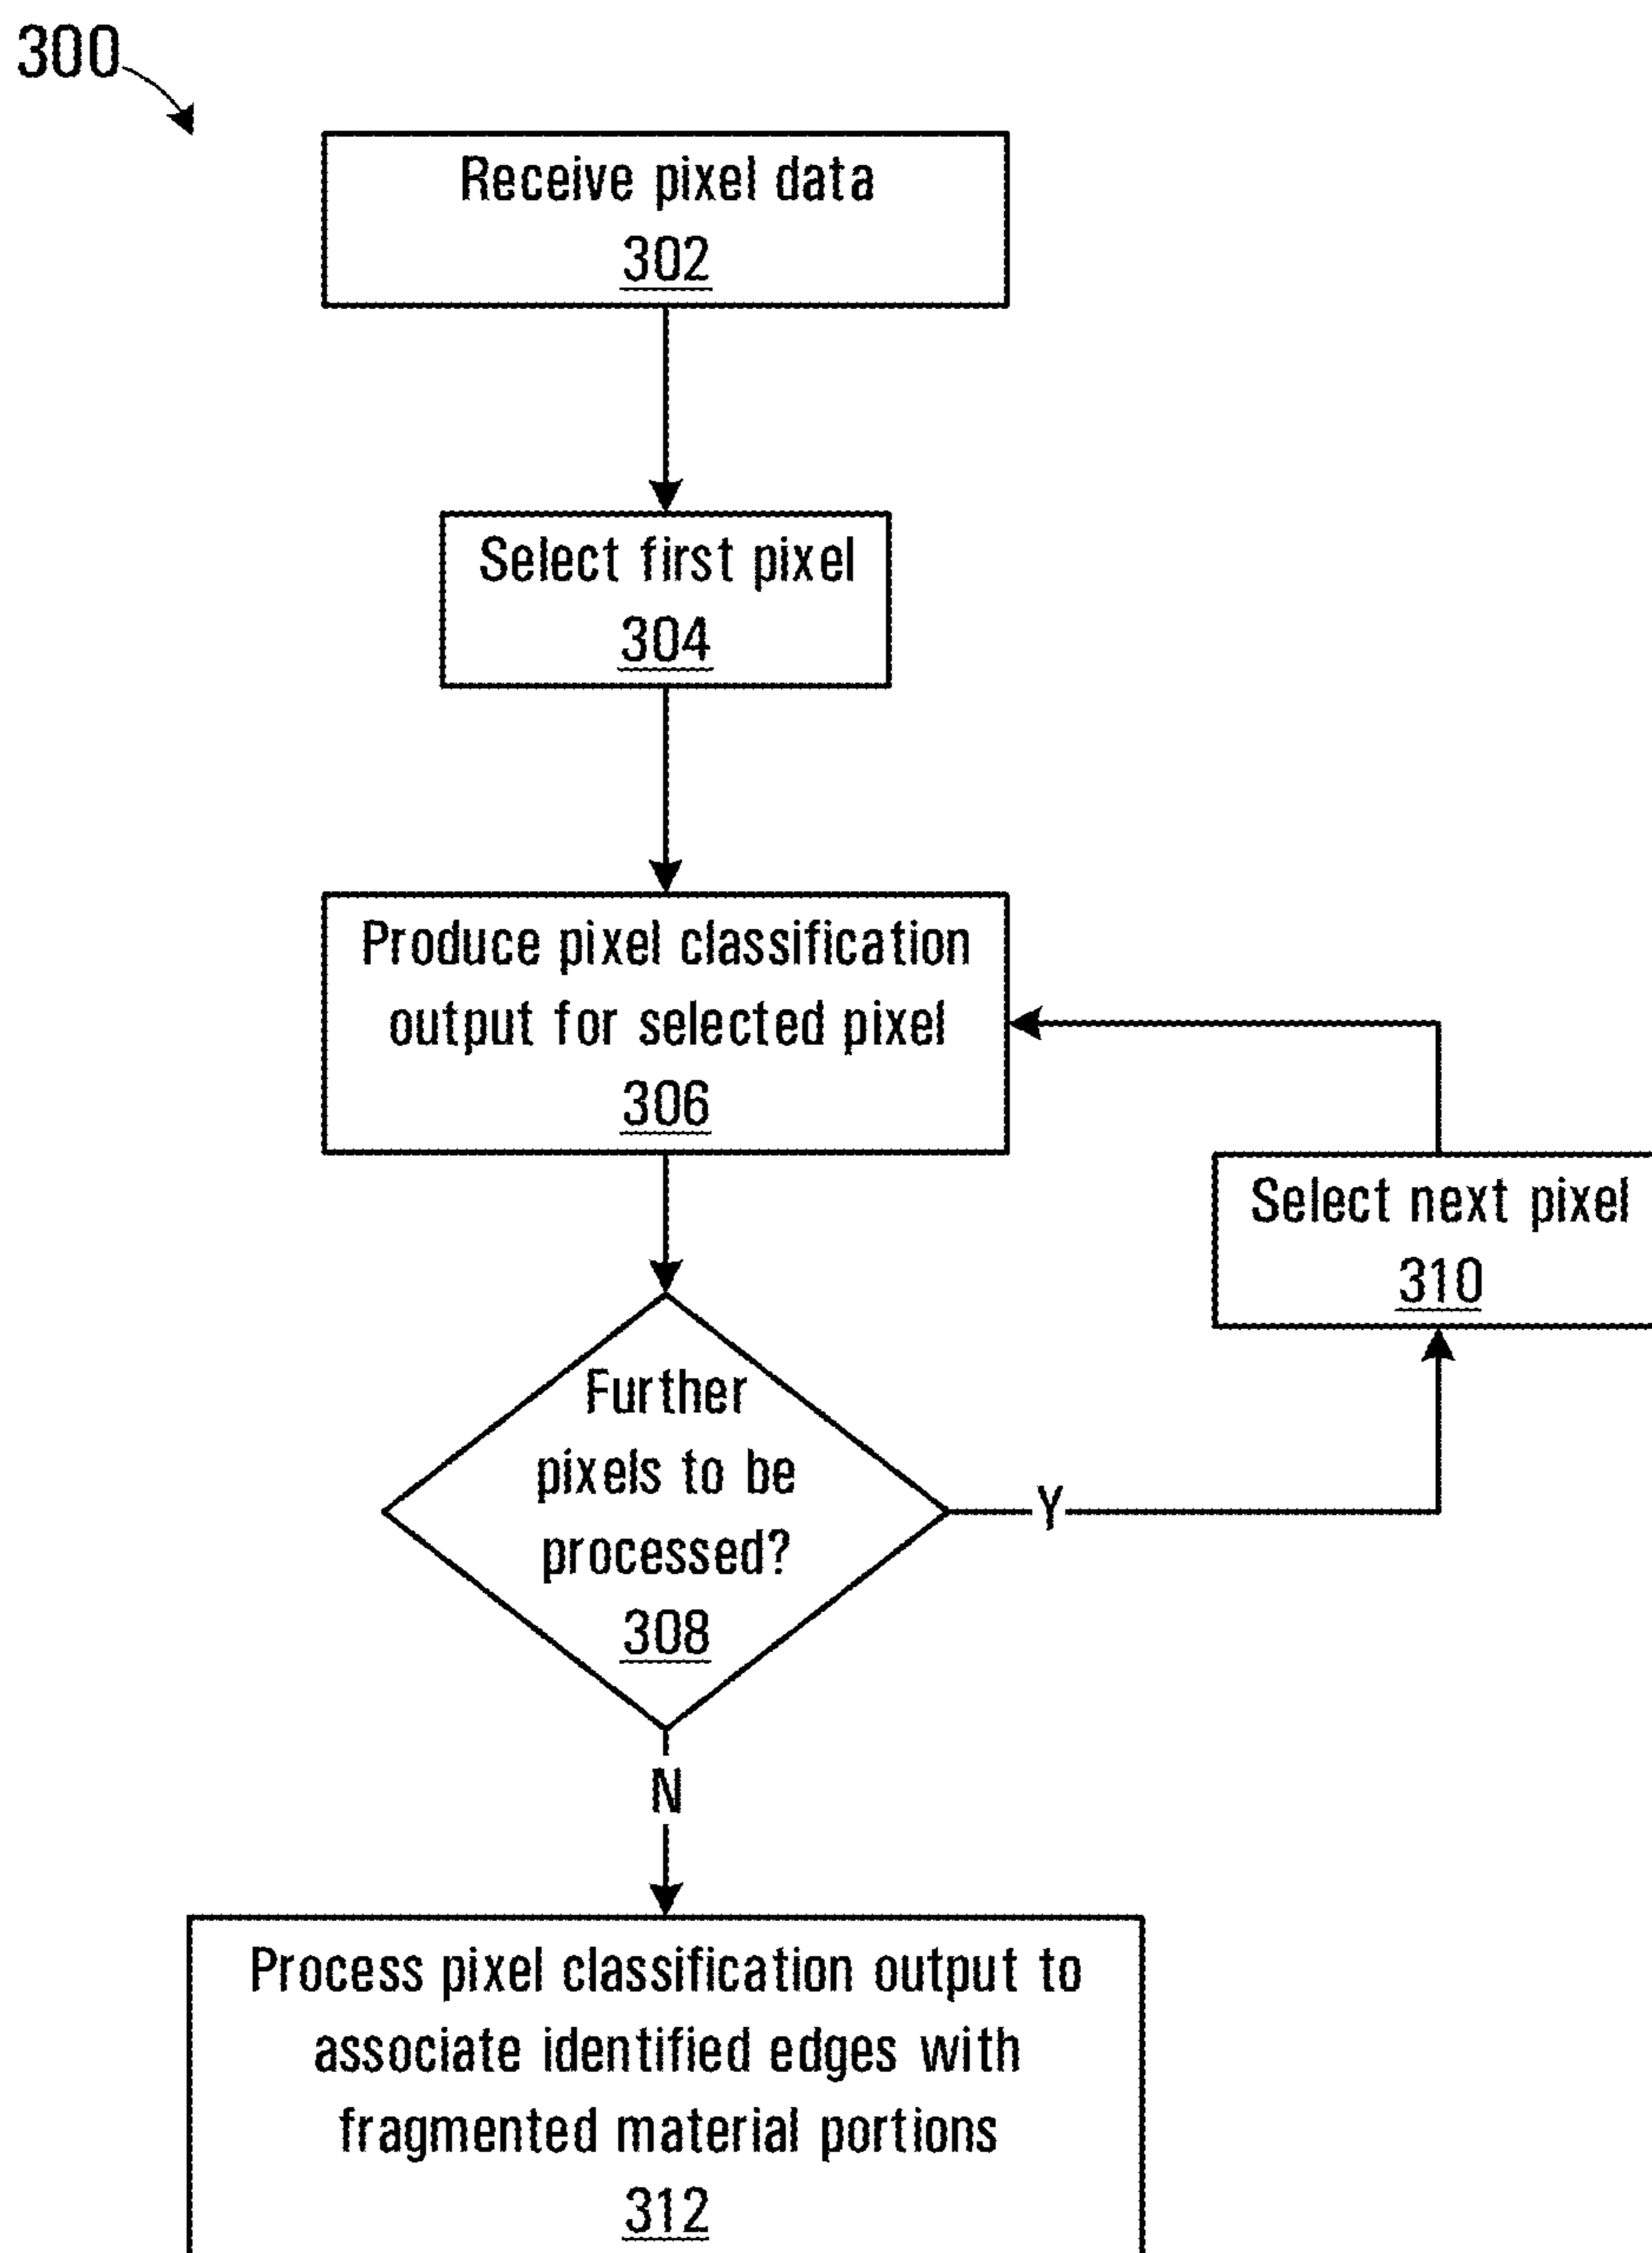 300
Receive pixel data
302
Select first pixel
304
Produce pixel classification
output for selected pixel
306
Select next pixel
310
Further
pixels to be
processed?
308
Y
N
Process pixel classification output to
associate identified edges with
fragmented material portions
312